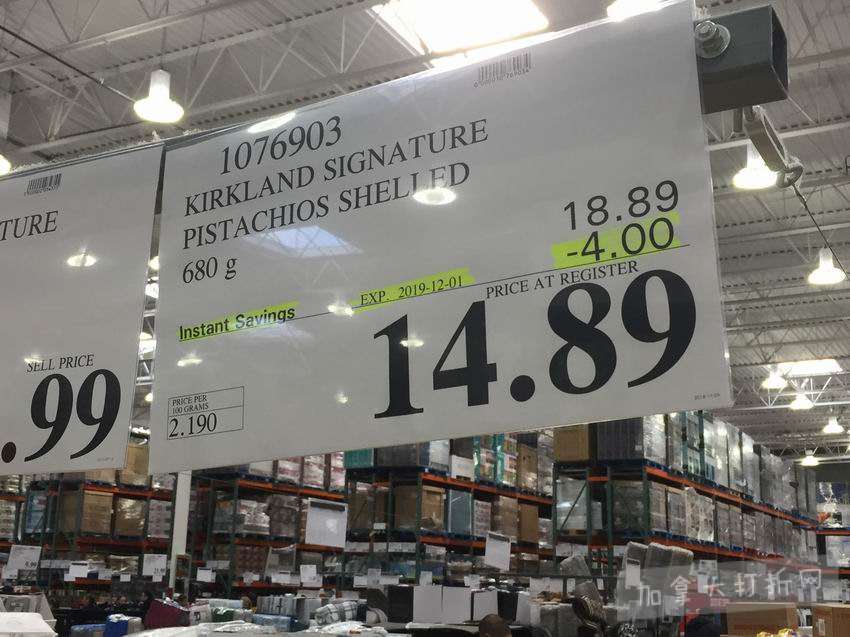 1076903
KIRKLAND SIGNATURE
PISTACHIOS SHELLED
680 g
18.89
-4.00
Instant Savings
EXP. 2019-12-01
PRICE AT REGISTER
14.89
PRICE PER
100 GRAMS
2.190
TURE
SELL PRICE
.99
加拿大打折网